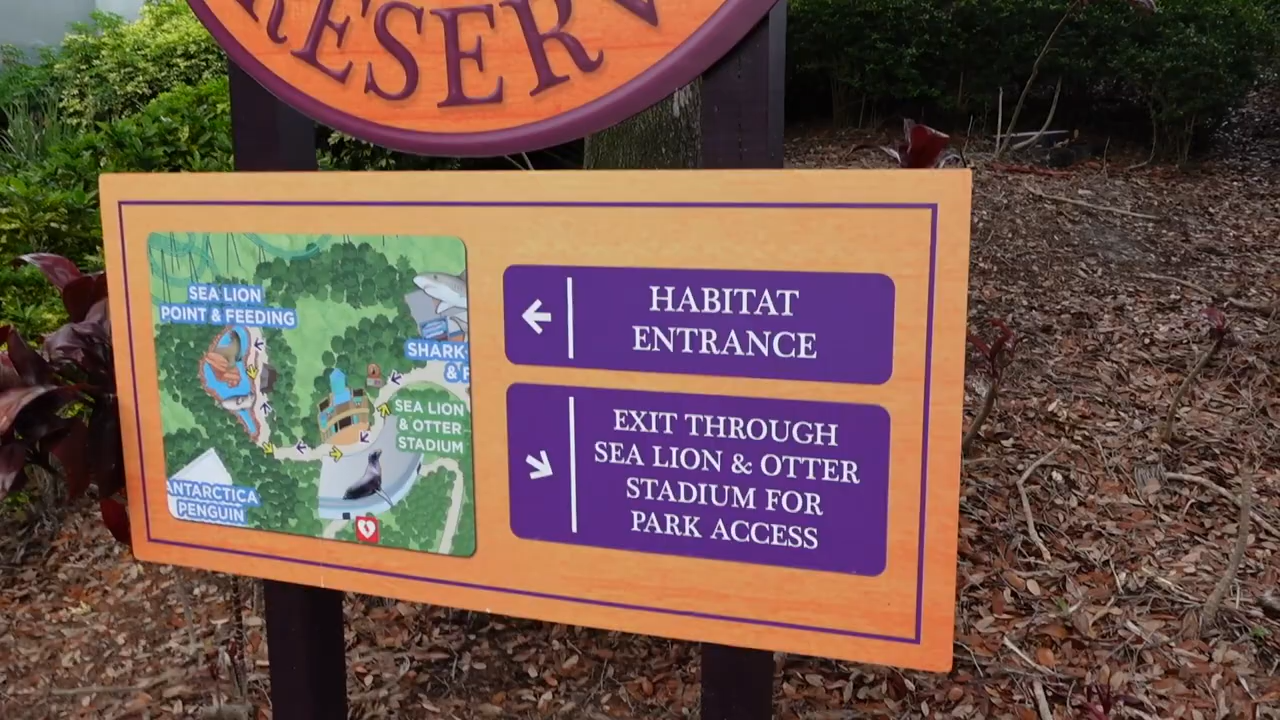 RESERV
SEA LION
POINT & FEEDING
SHARK
&
SEA LION
& OTTER
STADIUM
ANTARCTICA
PENGUIN
HABITAT
ENTRANCE
EXIT THROUGH
SEA LION & OTTER
STADIUM FOR
PARK ACCESS